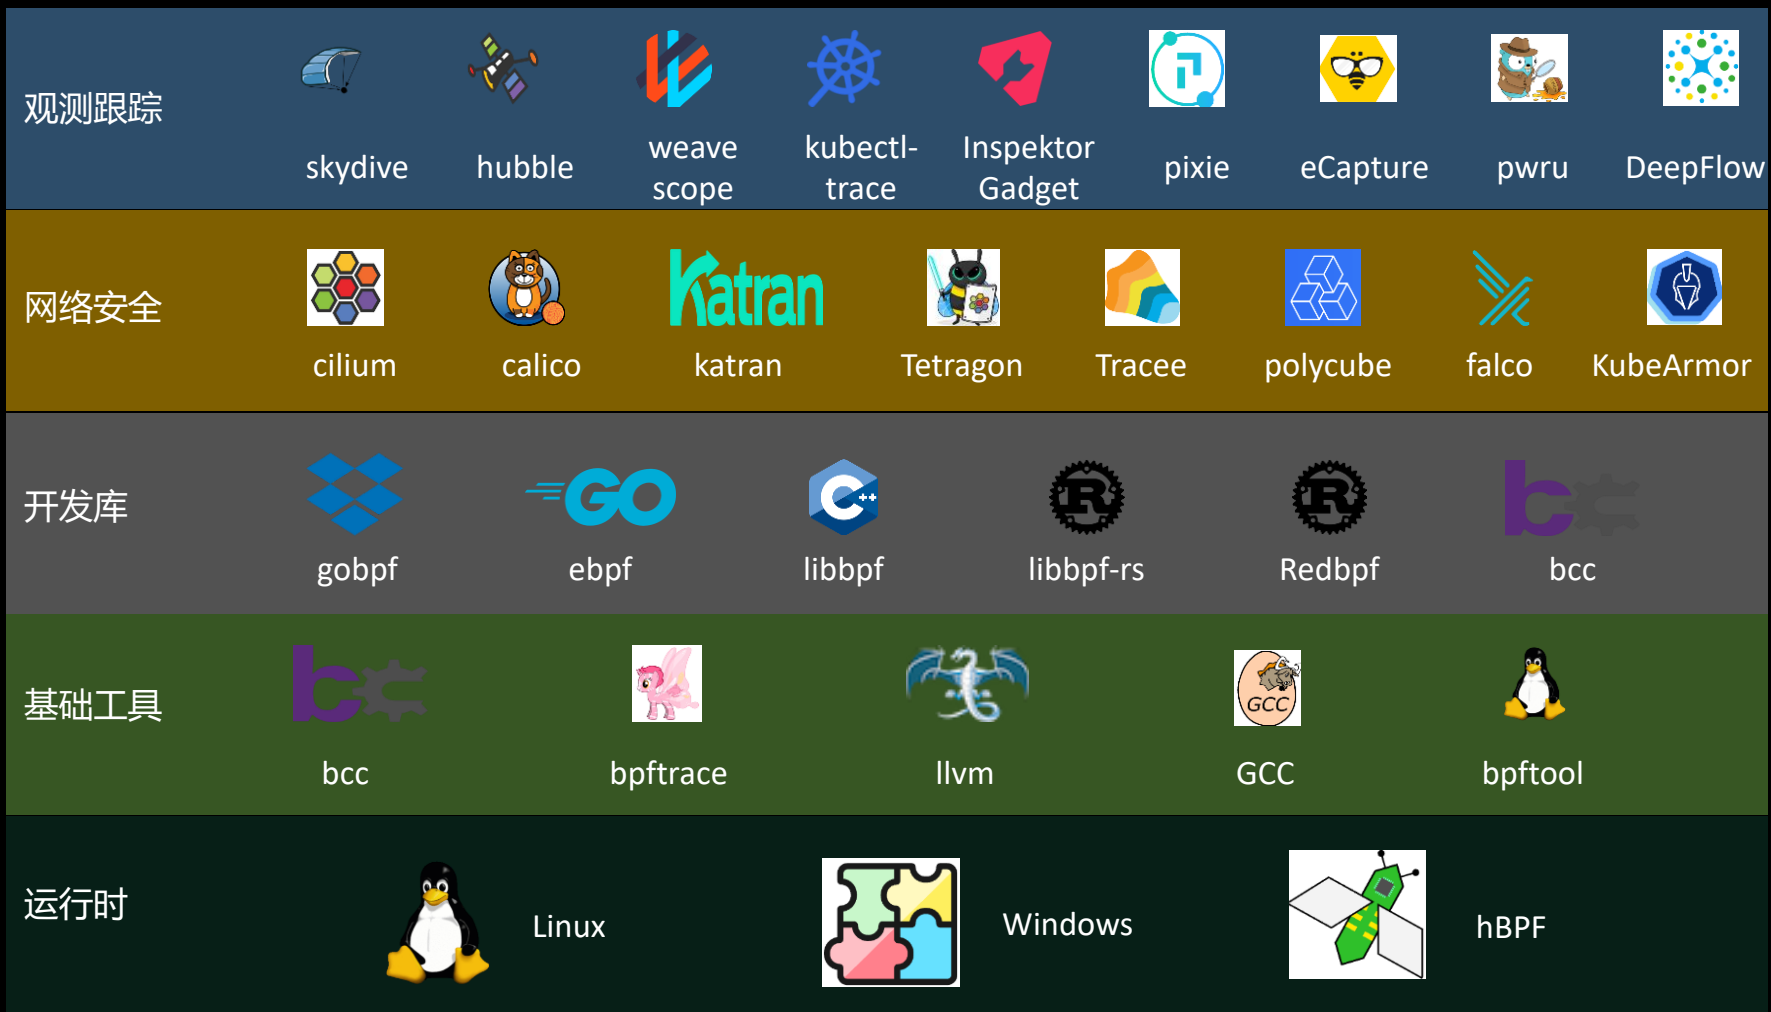 观测跟踪
skydive
hubble
weave
scope
kubectl-
trace
Inspektor
Gadget
pixie
eCapture
pwru
DeepFlow
网络安全
Katran
cilium
calico
katran
Tetragon
Tracee
polycube
falco
KubeArmor
开发库
GO
C++
R
R
bc
gobpf
ebpf
libbpf
libbpf-rs
Redbpf
bcc
基础工具
bc
GCC
bcc
bpftrace
llvm
GCC
bpftool
运行时
Linux
Windows
hBPF